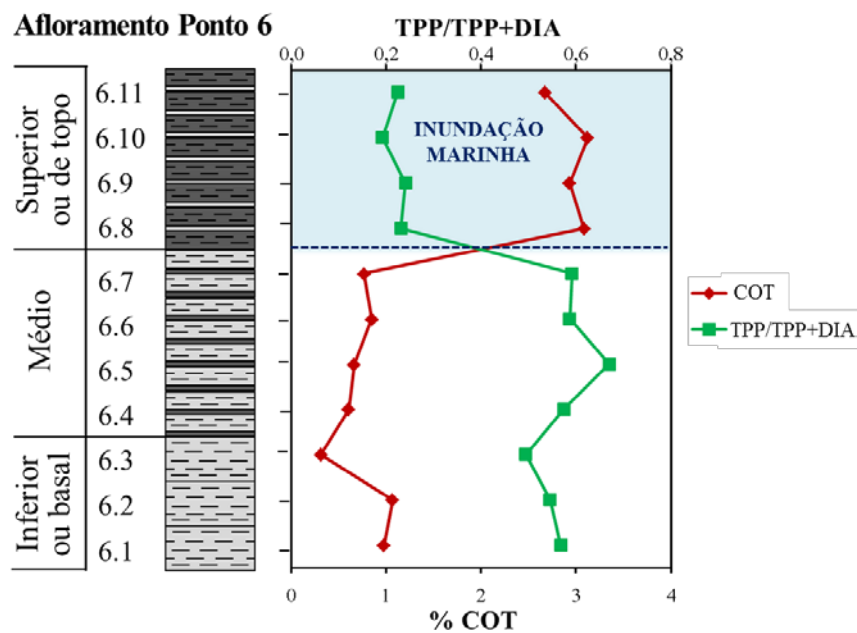 Afloramento Ponto 6
TPP/TPP+DIA
0.0 0.2 0.4 0.6 0.8
Superior
ou de topo
6.11
6.10
6.9
6.8
INUNDAÇÃO
MARINHA
Médio
6.7
6.6
6.5
6.4
Inferior
ou basal
6.3
6.2
6.1
COT
TPP/TPP+DIA
0 1 2 3 4
% COT